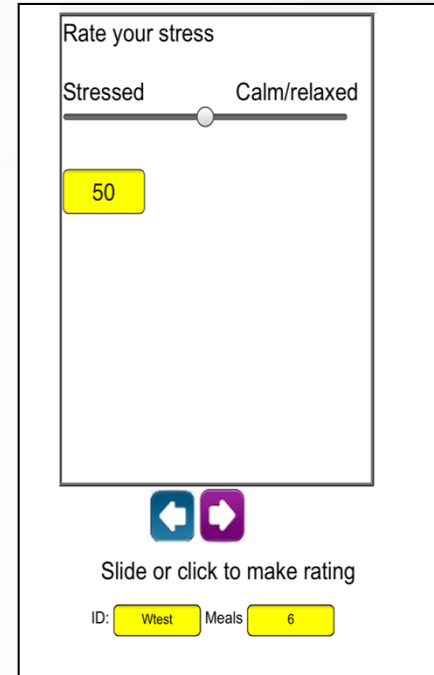 Rate your stress
Stressed Calm/relaxed
50
Slide or click to make rating
ID: Wtest Meals 6